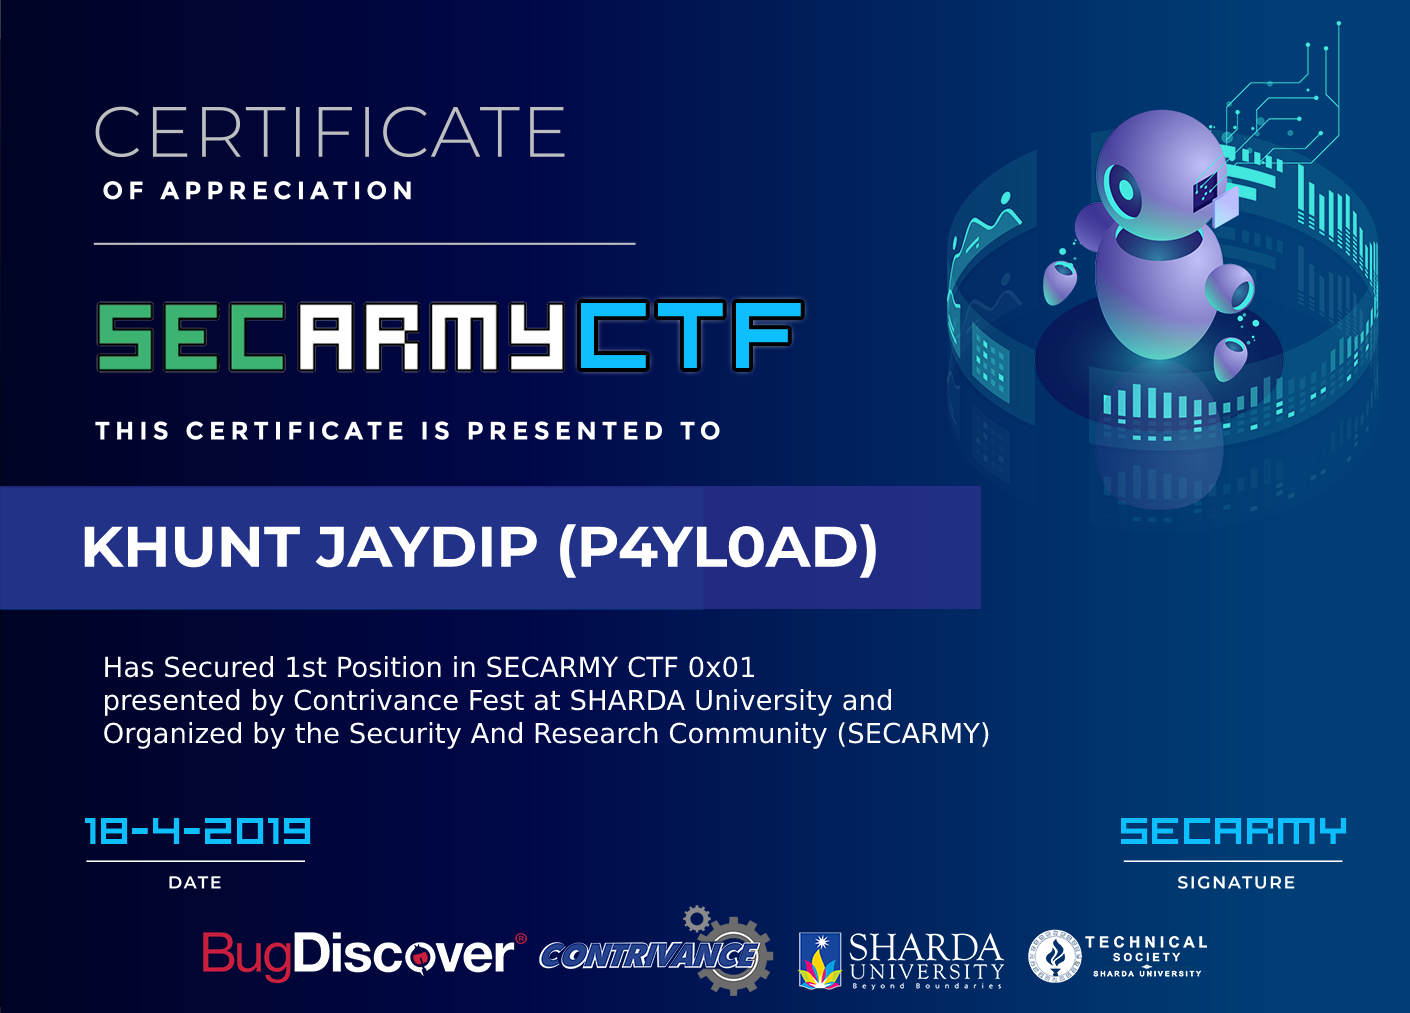 CERTIFICATE
OF APPRECIATION
SECARMYCTF
THIS CERTIFICATE IS PRESENTED TO
KHUNT JAYDIP (P4YL0AD)
Has Secured 1st Position in SECARMY CTF 0x01
presented by Contrivance Fest at SHARDA University and
Organized by the Security And Research Community (SECARMY)
18-4-2019
DATE
SECARMY
SIGNATURE
BugDiscover®
CONTRIVANCE
SHARDA
UNIVERSITY
Beyond Boundaries
TECHNICAL
SOCIETY
SHARDA UNIVERSITY